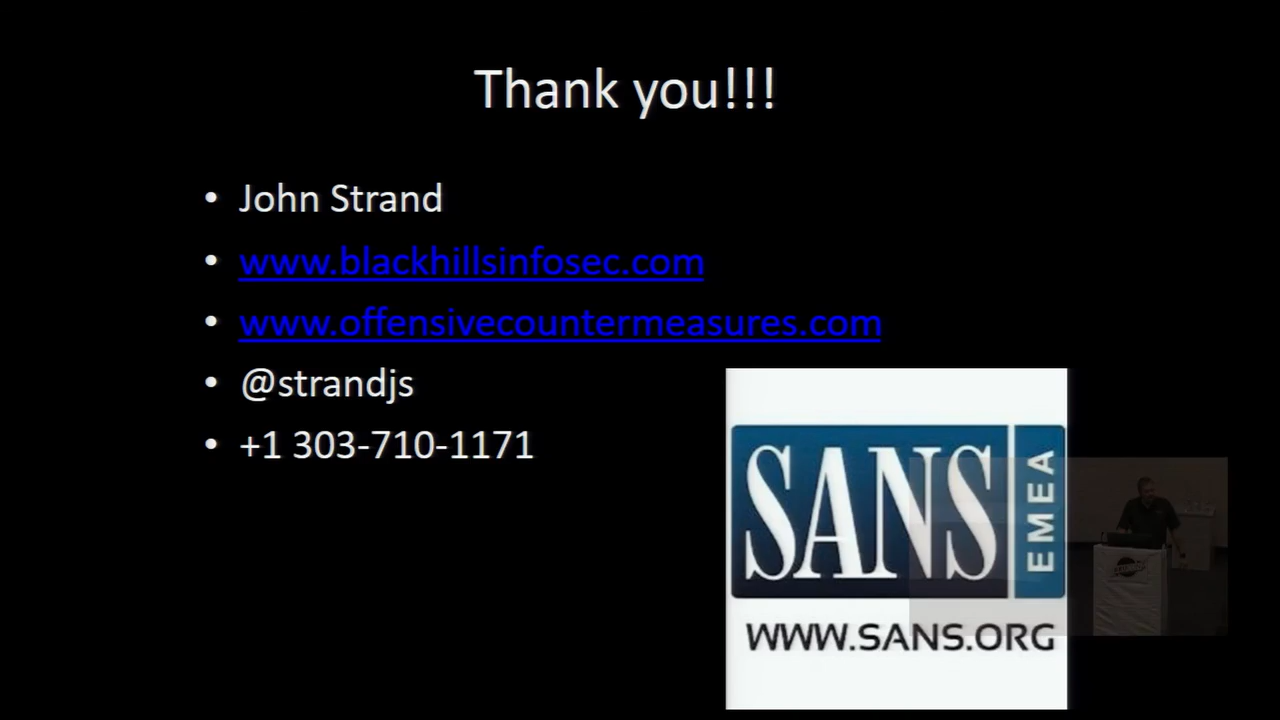 Thank you!!!
• John Strand
• www.blackhillsinfosec.com
• www.offensivecountermeasures.com
• @strandjs
• +1 303-710-1171
SANS EMEA
WWW.SANS.ORG